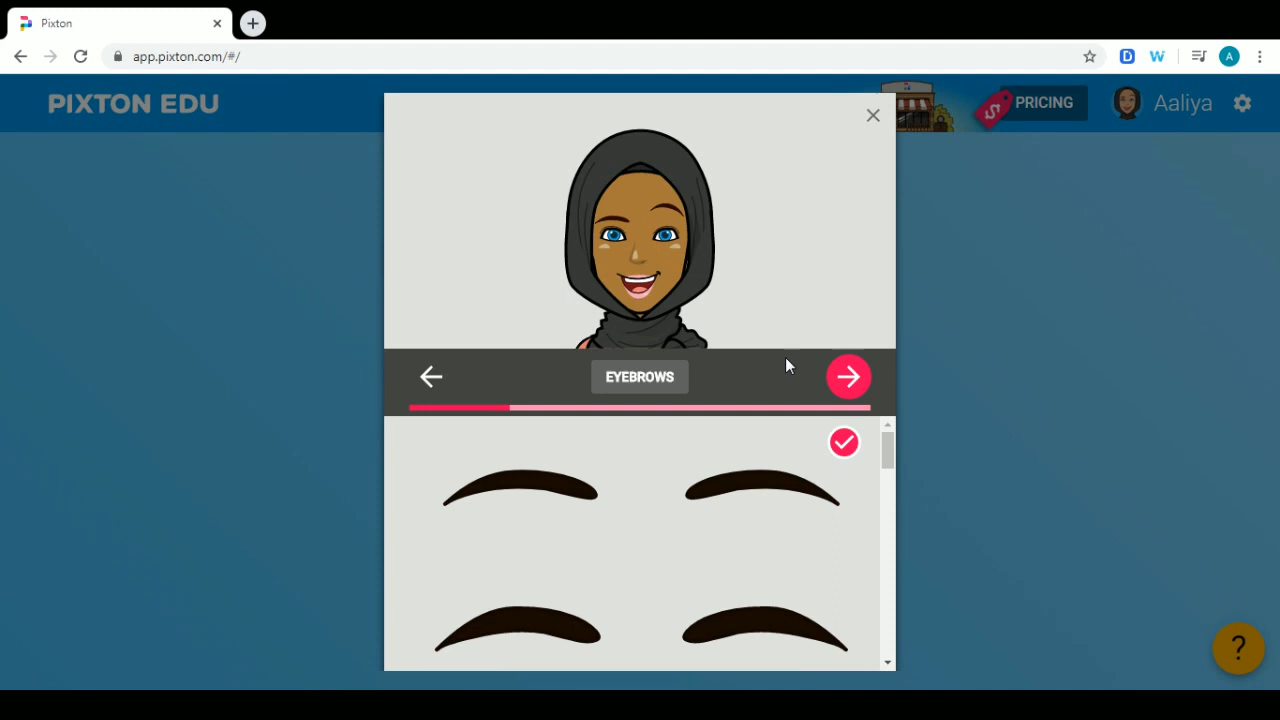 Pixton
app.pixton.com/#/
D
W
A
PIXTON EDU
$
PRICING
Aaliya
EYEBROWS
?